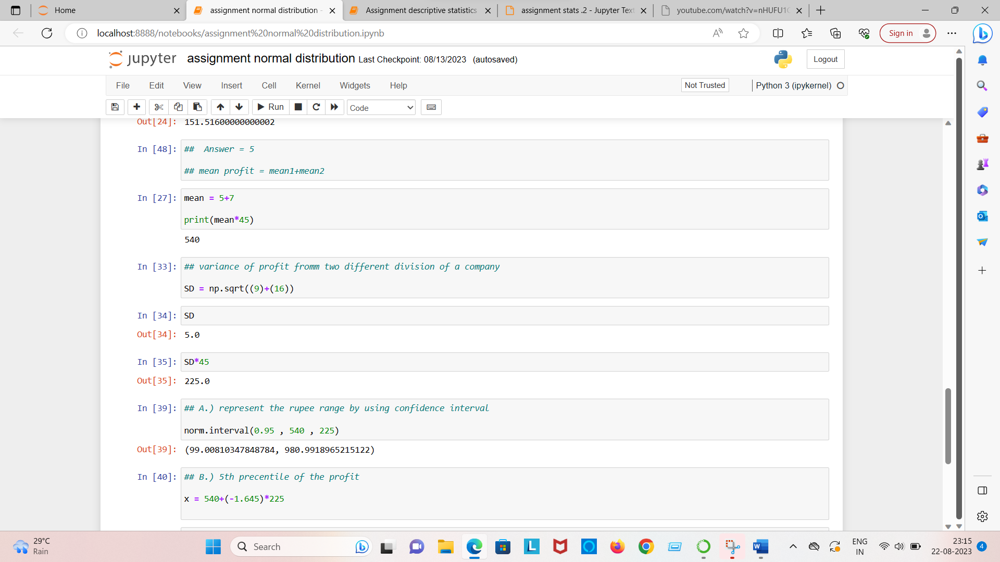 Home
assignment normal distribution -
Assignment descriptive statistics
assignment stats .2 - Jupyter Text
youtube.com/watch?v=nHUFU1C
localhost:8888/notebooks/assignment%20normal%20distribution.ipynb
Sign in
jupyter assignment normal distribution Last Checkpoint: 08/13/2023 (autosaved)
Logout
File Edit View Insert Cell Kernel Widgets Help
Not Trusted
Python 3 (ipykernel)
Run
Code
Out[24]: 151.51600000000002
In [48]: ##  Answer = 5
## mean profit = mean1+mean2
In [27]: mean = 5+7
print(mean*45)
540
In [33]: ## variance of profit fromm two different division of a company
SD = np.sqrt((9)+(16))
In [34]: SD
Out[34]: 5.0
In [35]: SD*45
Out[35]: 225.0
In [39]: ## A.) represent the rupee range by using confidence interval
norm.interval(0.95 , 540 , 225)
Out[39]: (99.00810347848784, 980.9918965215122)
In [40]: ## B.) 5th precentile of the profit
x = 540+(-1.645)*225
29°C
Rain
Search
ENG
IN
23:15
22-08-2023
4